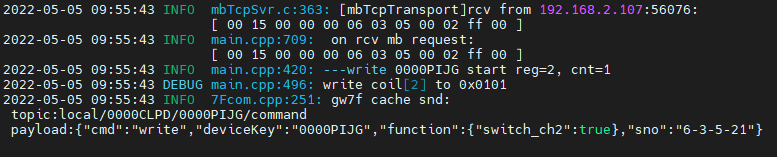 2022-05-05 09:55:43 INFO  mbTcpSvr.c:363: [mbTcpTransport]rcv from 192.168.2.107:56076:
[ 00 15 00 00 00 06 03 05 00 02 ff 00 ]
2022-05-05 09:55:43 INFO  main.cpp:709:  on rcv mb request:
[ 00 15 00 00 00 06 03 05 00 02 ff 00 ]
2022-05-05 09:55:43 INFO  main.cpp:420: ---write 0000PIJG start reg=2, cnt=1
2022-05-05 09:55:43 DEBUG main.cpp:496: write coil[2] to 0x0101
2022-05-05 09:55:43 INFO  7Fcom.cpp:251: gw7f cache snd:
topic:local/0000CLPD/0000PIJG/command
payload:{"cmd":"write","deviceKey":"0000PIJG","function":{"switch_ch2":true},"sno":"6-3-5-21"}